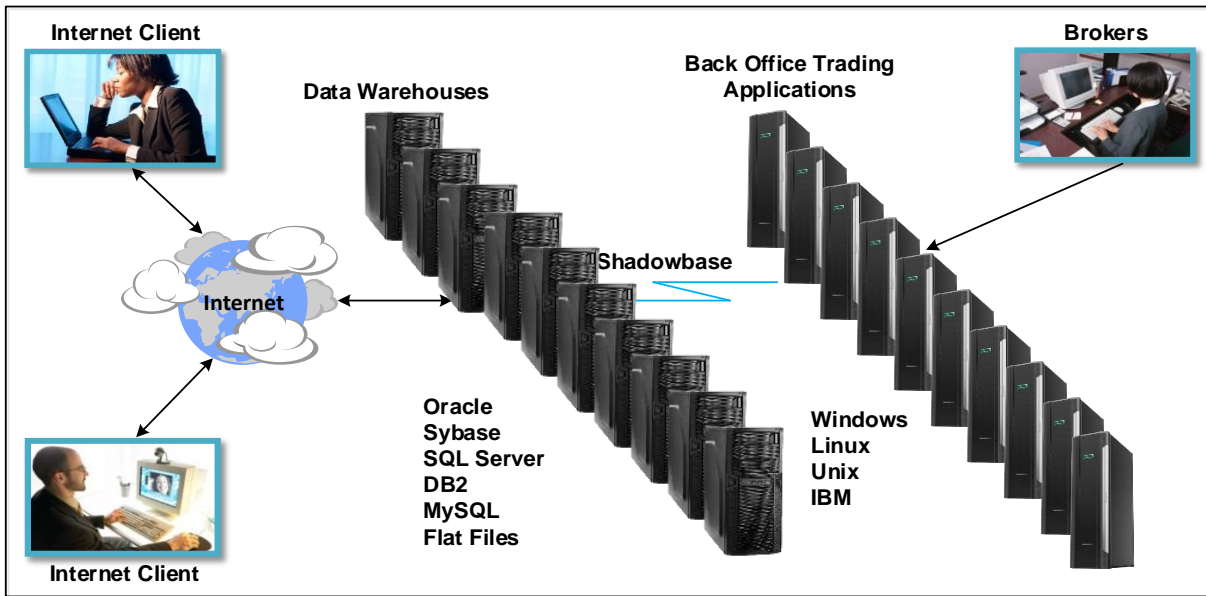 Internet Client
Brokers
Back Office Trading
Applications
Data Warehouses
Shadowbase
Internet
Oracle
Sybase
SQL Server
DB2
MySQL
Flat Files
Windows
Linux
Unix
IBM
Internet Client